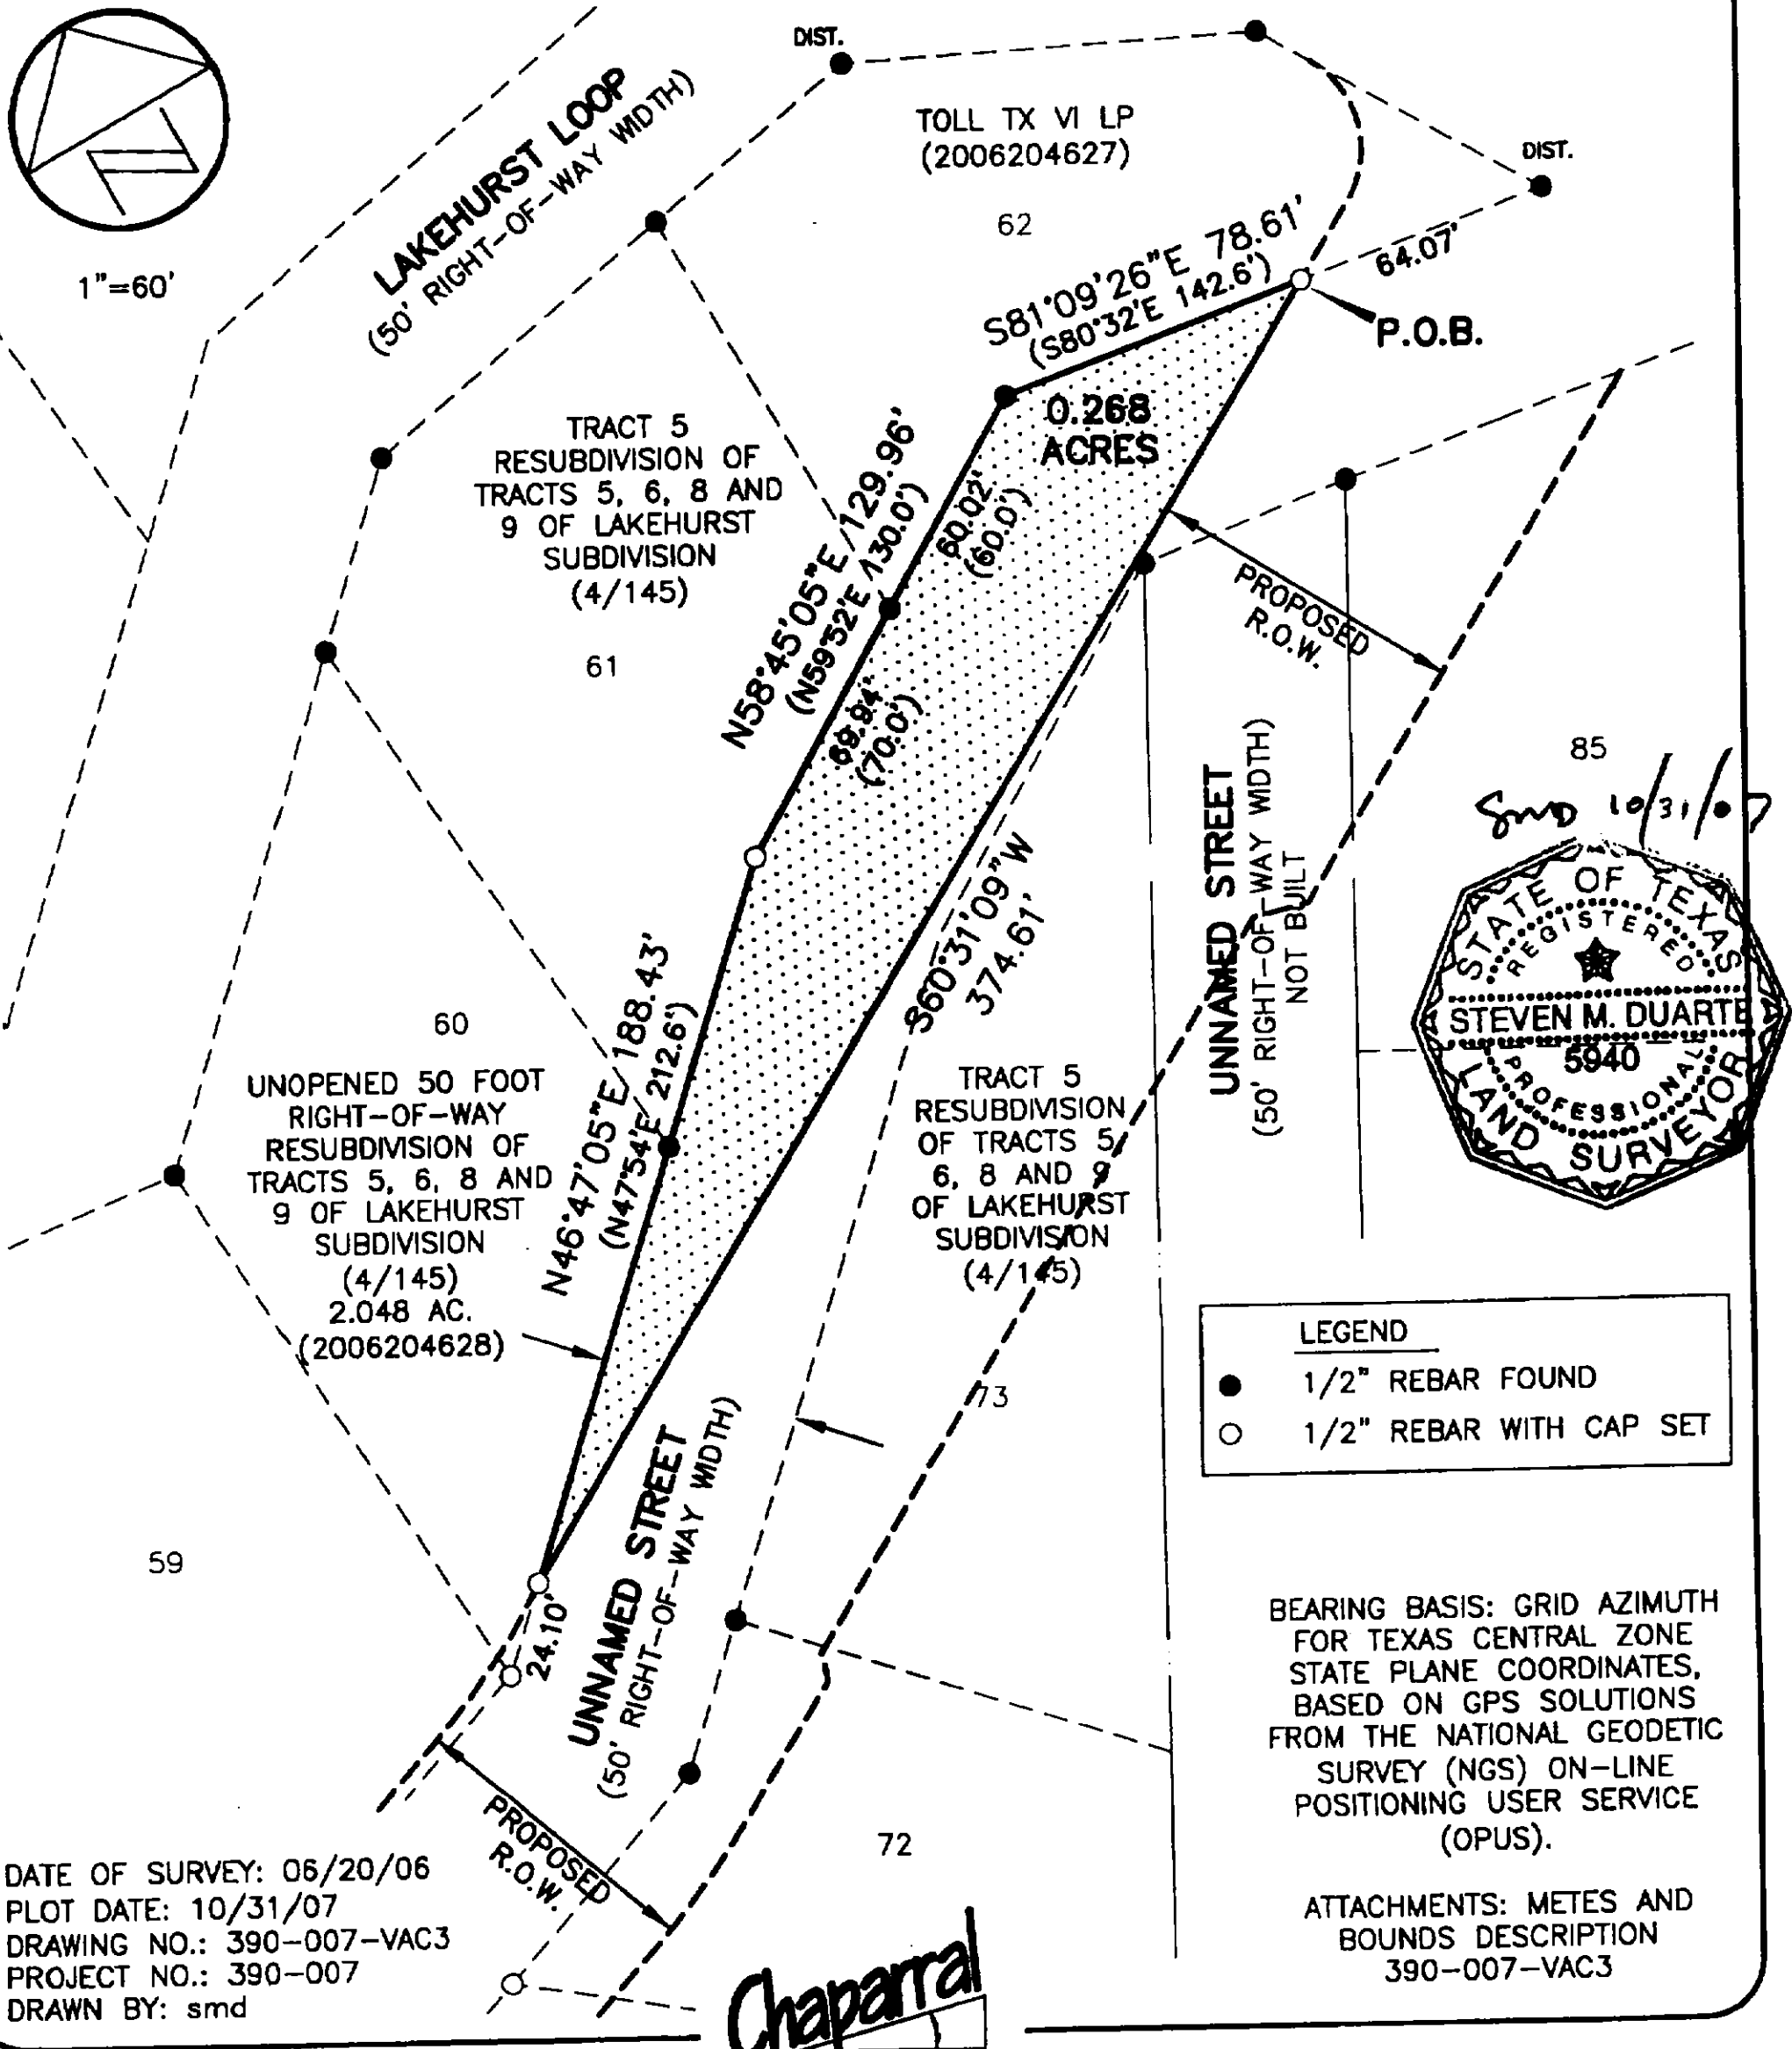 1"=60'
LAKEHURST LOOP
(50' RIGHT-OF-WAY WIDTH)
DIST.
TOLL TX VI LP
(2006204627)
62
DIST.
S81°09'26"E 78.61'
(S80°32'E 142.6')
64.07'
P.O.B.
0.268
ACRES
TRACT 5
RESUBDIVISION OF
TRACTS 5, 6, 8 AND
9 OF LAKEHURST
SUBDIVISION
(4/145)
61
N58°45'05"E 129.96'
(N59°52'E 130.0')
60.02'
(60.0')
69.94'
(70.0')
PROPOSED
R.O.W.
85
SMD 10/31/07
UNNAMED STREET
(50' RIGHT-OF-WAY WIDTH)
NOT BUILT
STATE OF TEXAS
REGISTERED
STEVEN M. DUARTE
5940
PROFESSIONAL
LAND SURVEYOR
S60°31'09"W
374.61'
60
UNOPENED 50 FOOT
RIGHT-OF-WAY
RESUBDIVISION OF
TRACTS 5, 6, 8 AND
9 OF LAKEHURST
SUBDIVISION
(4/145)
2.048 AC.
(2006204628)
N46°47'05"E 188.43'
(N47°54'E 212.6')
TRACT 5
RESUBDIVISION
OF TRACTS 5,
6, 8 AND 9
OF LAKEHURST
SUBDIVISION
(4/145)
73
LEGEND
1/2" REBAR FOUND
1/2" REBAR WITH CAP SET
59
24.10'
UNNAMED STREET
(50' RIGHT-OF-WAY WIDTH)
PROPOSED
R.O.W.
72
BEARING BASIS: GRID AZIMUTH
FOR TEXAS CENTRAL ZONE
STATE PLANE COORDINATES,
BASED ON GPS SOLUTIONS
FROM THE NATIONAL GEODETIC
SURVEY (NGS) ON-LINE
POSITIONING USER SERVICE
(OPUS).
ATTACHMENTS: METES AND
BOUNDS DESCRIPTION
390-007-VAC3
DATE OF SURVEY: 06/20/06
PLOT DATE: 10/31/07
DRAWING NO.: 390-007-VAC3
PROJECT NO.: 390-007
DRAWN BY: smd
Chaparral